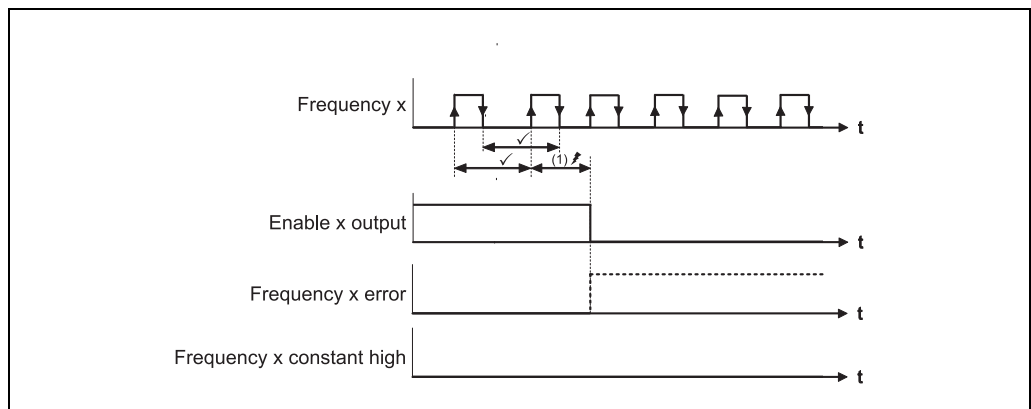 Frequency x
t
✓
✓
(1)
Enable x output
t
Frequency x error
t
Frequency x constant high
t